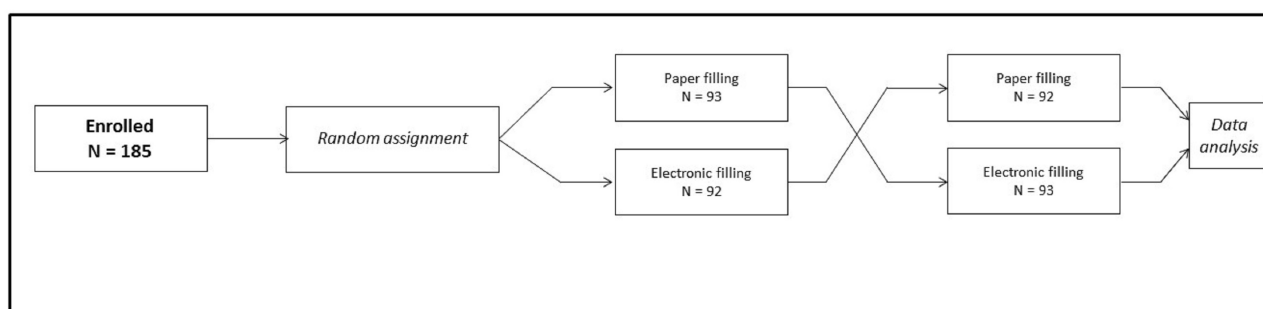 Enrolled
N = 185
Random assignment
Paper filling
N = 93
Electronic filling
N = 92
Paper filling
N = 92
Electronic filling
N = 93
Data
analysis